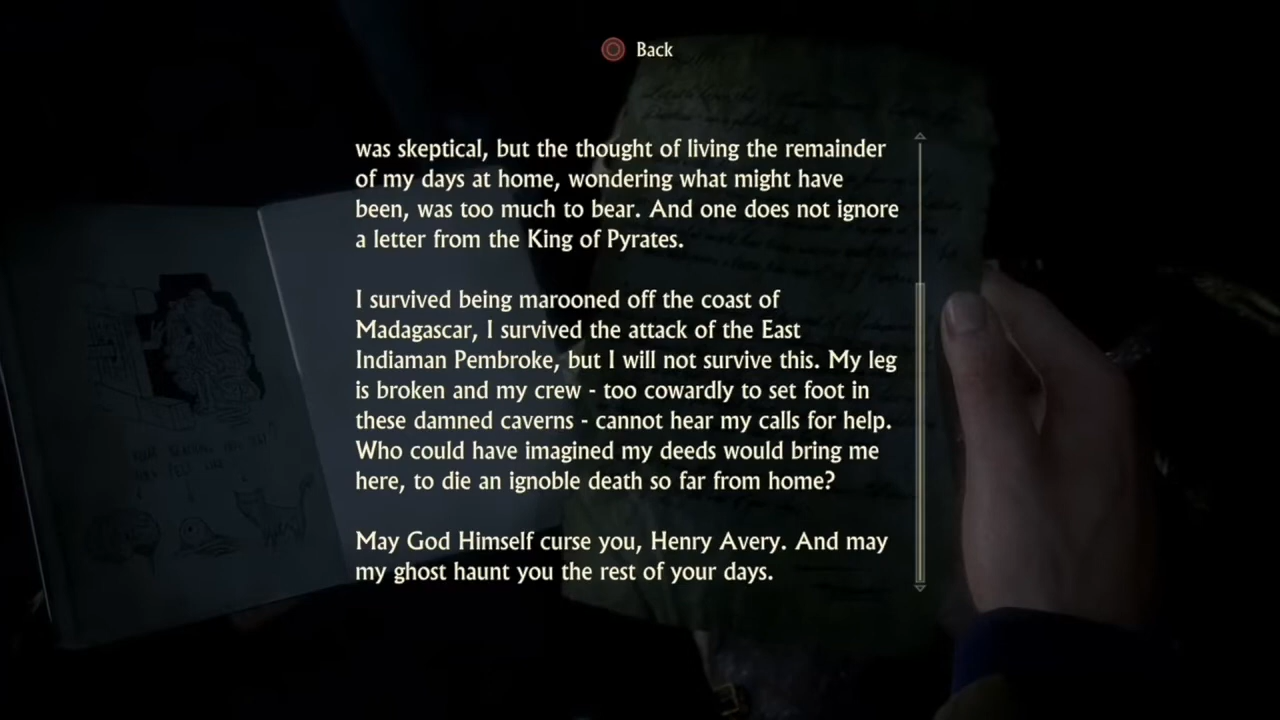 Back
was skeptical, but the thought of living the remainder
of my days at home, wondering what might have
been, was too much to bear. And one does not ignore
a letter from the King of Pyrates.
I survived being marooned off the coast of
Madagascar, I survived the attack of the East
Indiaman Pembroke, but I will not survive this. My leg
is broken and my crew - too cowardly to set foot in
these damned caverns - cannot hear my calls for help.
Who could have imagined my deeds would bring me
here, to die an ignoble death so far from home?
May God Himself curse you, Henry Avery. And may
my ghost haunt you the rest of your days.